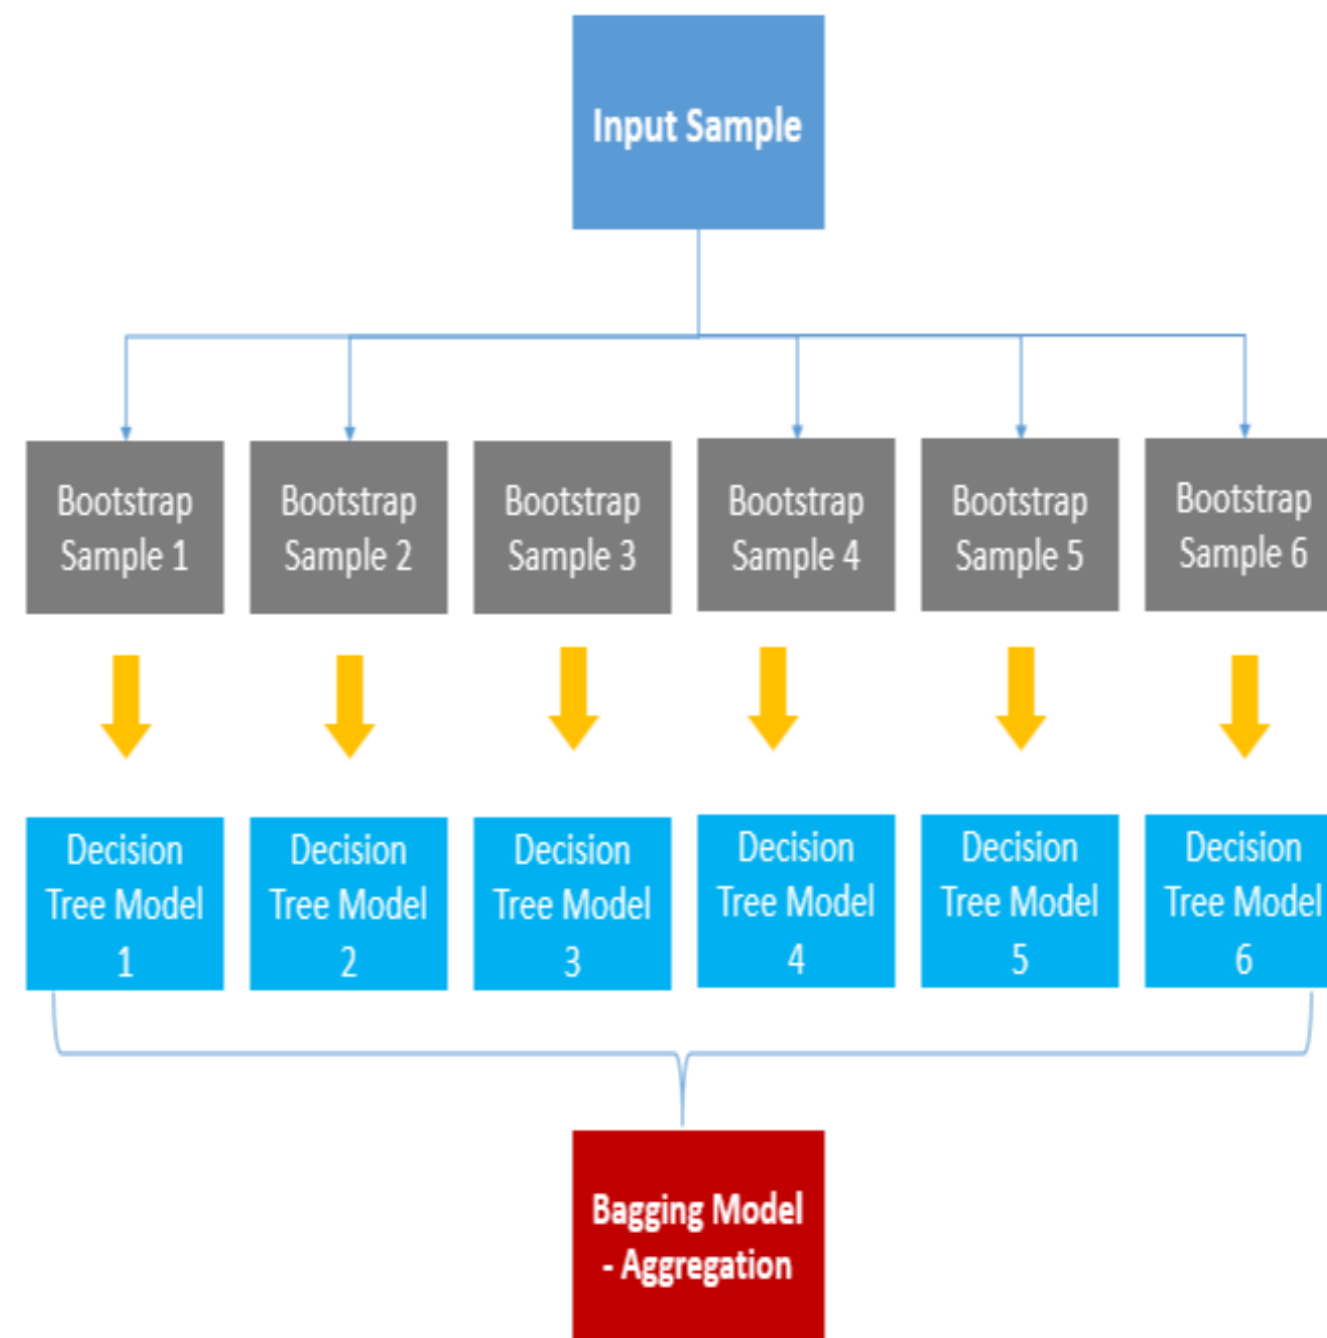 Input Sample
Bootstrap
Sample 1
Bootstrap
Sample 2
Bootstrap
Sample 3
Bootstrap
Sample 4
Bootstrap
Sample 5
Bootstrap
Sample 6
Decision
Tree Model
1
Decision
Tree Model
2
Decision
Tree Model
3
Decision
Tree Model
4
Decision
Tree Model
5
Decision
Tree Model
6
Bagging Model
- Aggregation